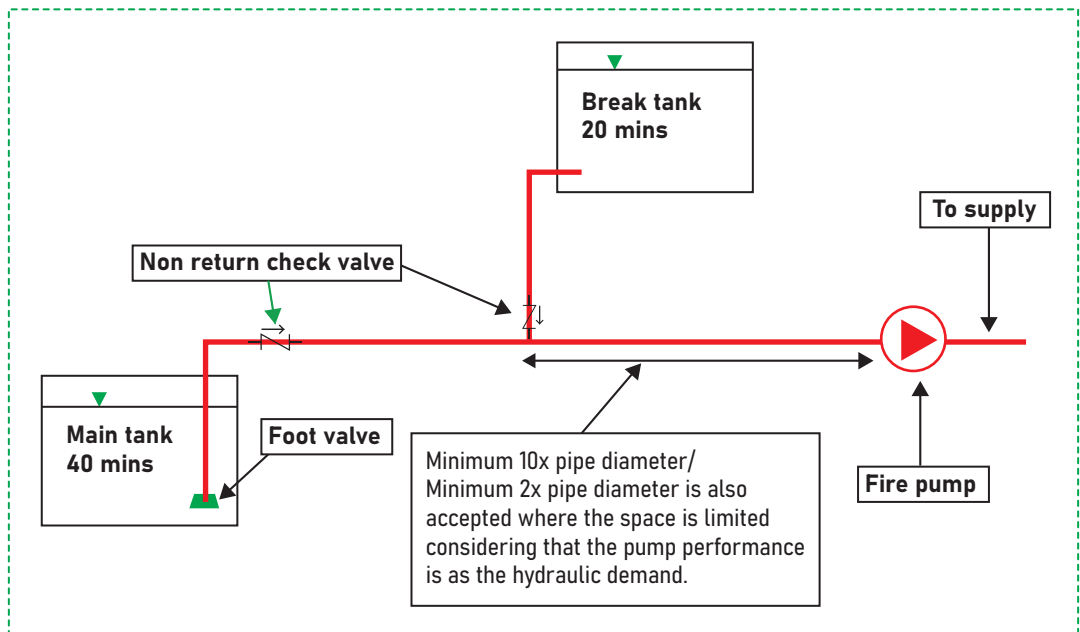 Break tank
20 mins
To supply
Non return check valve
Main tank
40 mins
Foot valve
Minimum 10x pipe diameter/
Minimum 2x pipe diameter is also
accepted where the space is limited
considering that the pump performance
is as the hydraulic demand.
Fire pump